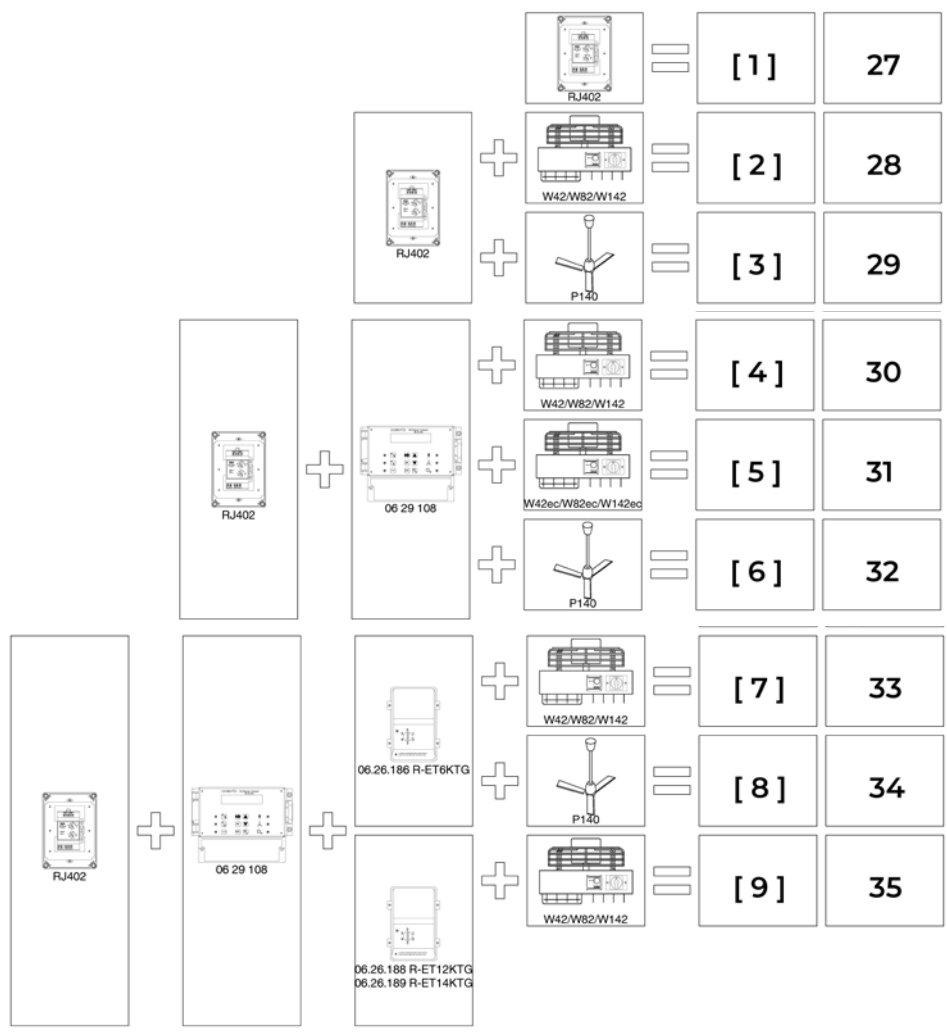 RJ402
[ 1 ]
27
RJ402
W42/W82/W142
[ 2 ]
28
P140
[ 3 ]
29
RJ402
06 29 108
W42/W82/W142
[ 4 ]
30
W42ec/W82ec/W142ec
[ 5 ]
31
P140
[ 6 ]
32
RJ402
06 29 108
06.26.186 R-ET6KTG
W42/W82/W142
[ 7 ]
33
P140
[ 8 ]
34
06.26.188 R-ET12KTG
06.26.189 R-ET14KTG
W42/W82/W142
[ 9 ]
35